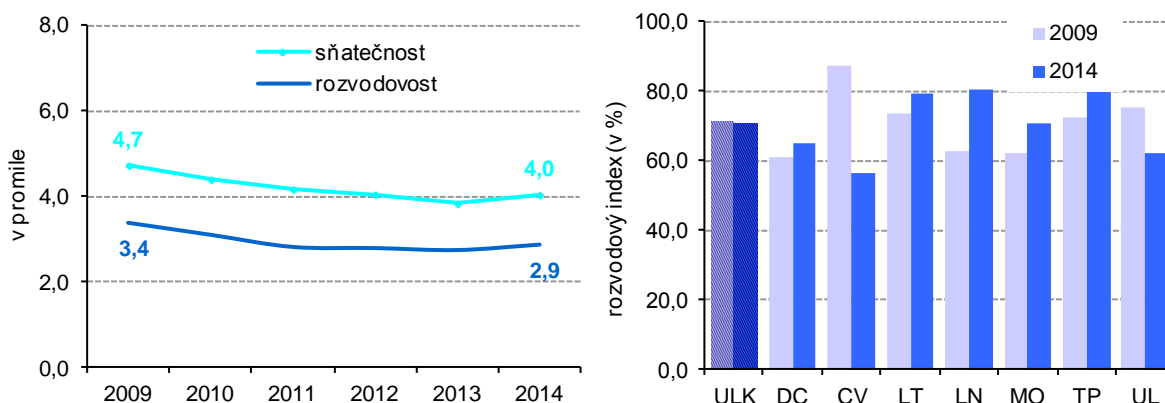 8,0
6,0
4,0
2,0
0,0
v promile
sňatečnost
rozvodovost
4,7
4,0
3,4
2,9
2009 2010 2011 2012 2013 2014
100,0
80,0
60,0
40,0
20,0
0,0
rozvodový index (v %)
2009
2014
ULK DC CV LT LN MO TP UL